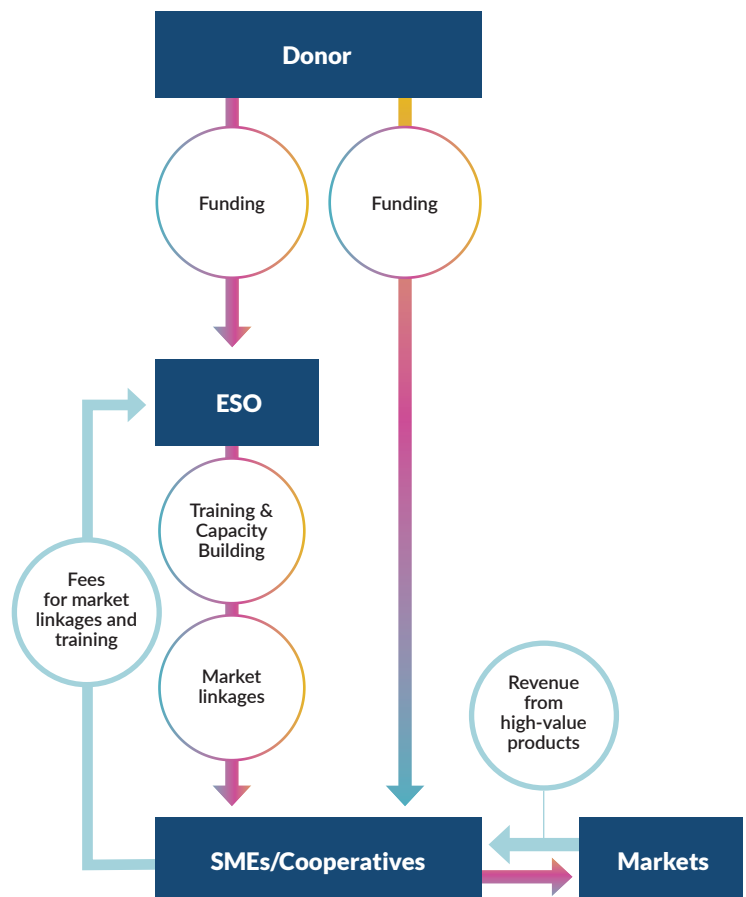 Donor
Funding
Funding
ESO
Training &
Capacity
Building
Fees
for market
linkages and
training
Market
linkages
Revenue
from
high-value
products
SMEs/Cooperatives
Markets